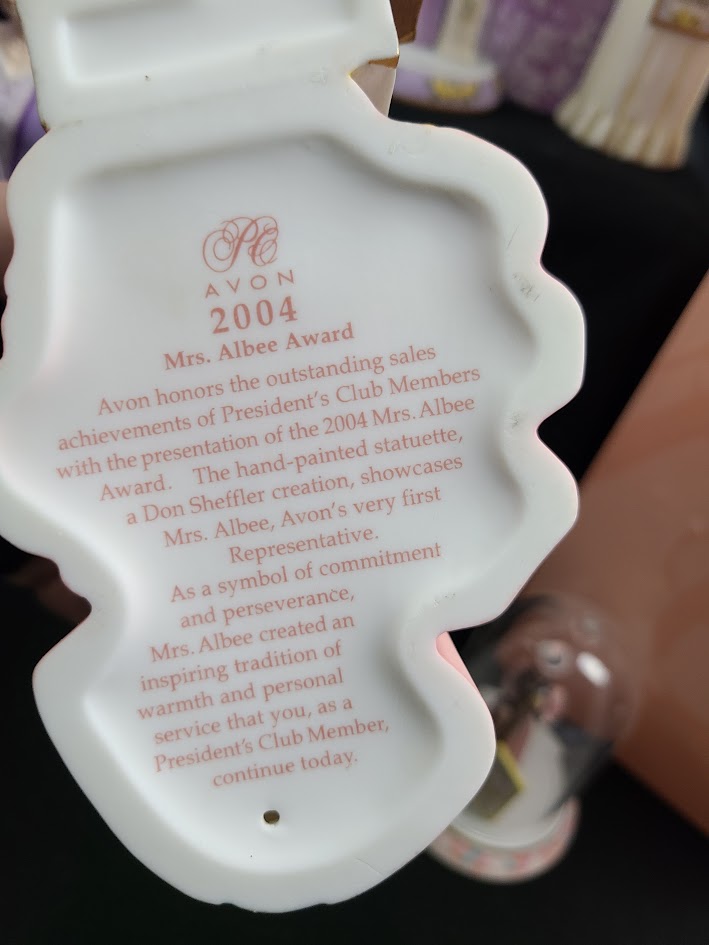 PC
AVON
2004
Mrs. Albee Award
Avon honors the outstanding sales
achievements of President's Club Members
with the presentation of the 2004 Mrs. Albee
Award. The hand-painted statuette,
a Don Sheffler creation, showcases
Mrs. Albee, Avon's very first
Representative.
As a symbol of commitment
and perseverance,
Mrs. Albee created an
inspiring tradition of
warmth and personal
service that you, as a
President's Club Member,
continue today.